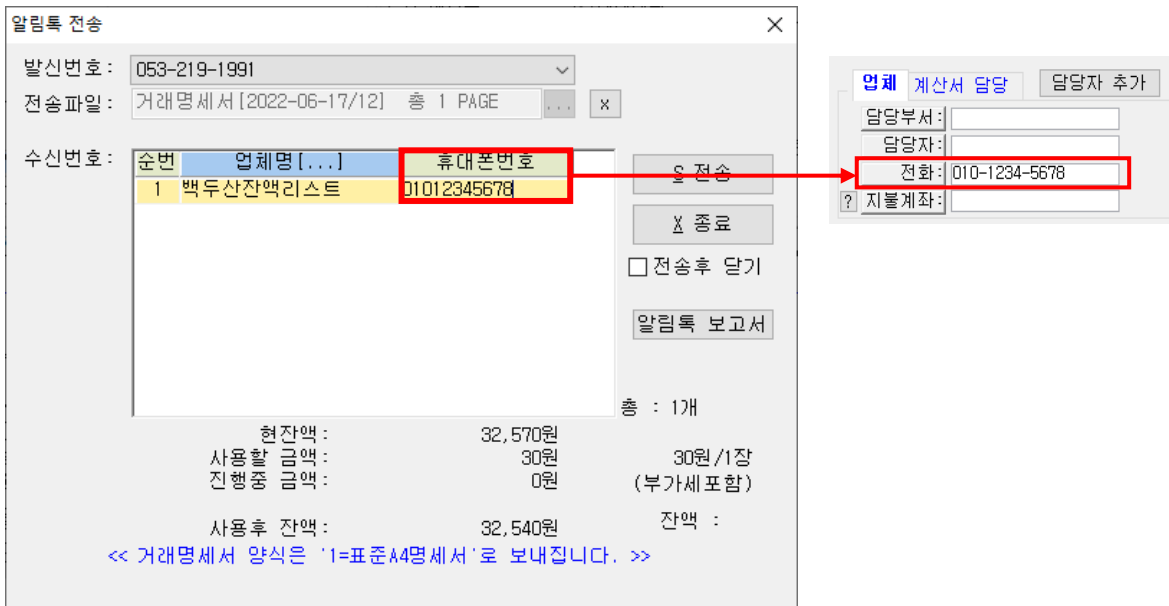 알림톡 전송
발신번호: 053-219-1991
전송파일: 거래명세서[2022-06-17/12] 총 1 PAGE ... x
수신번호: 순번 업체명[...] 휴대폰번호
1 백두산잔액리스트 01012345678
S 전송
X 종료
전송후 닫기
알림톡 보고서
총 : 1개
현잔액: 32,570원
사용할 금액: 30원 30원/1장
진행중 금액: 0원 (부가세포함)
사용후 잔액: 32,540원 잔액 :
<< 거래명세서 양식은 '1=표준A4명세서'로 보내집니다. >>
업체 계산서 담당 담당자 추가
담당부서:
담당자:
전화: 010-1234-5678
? 지불계좌: